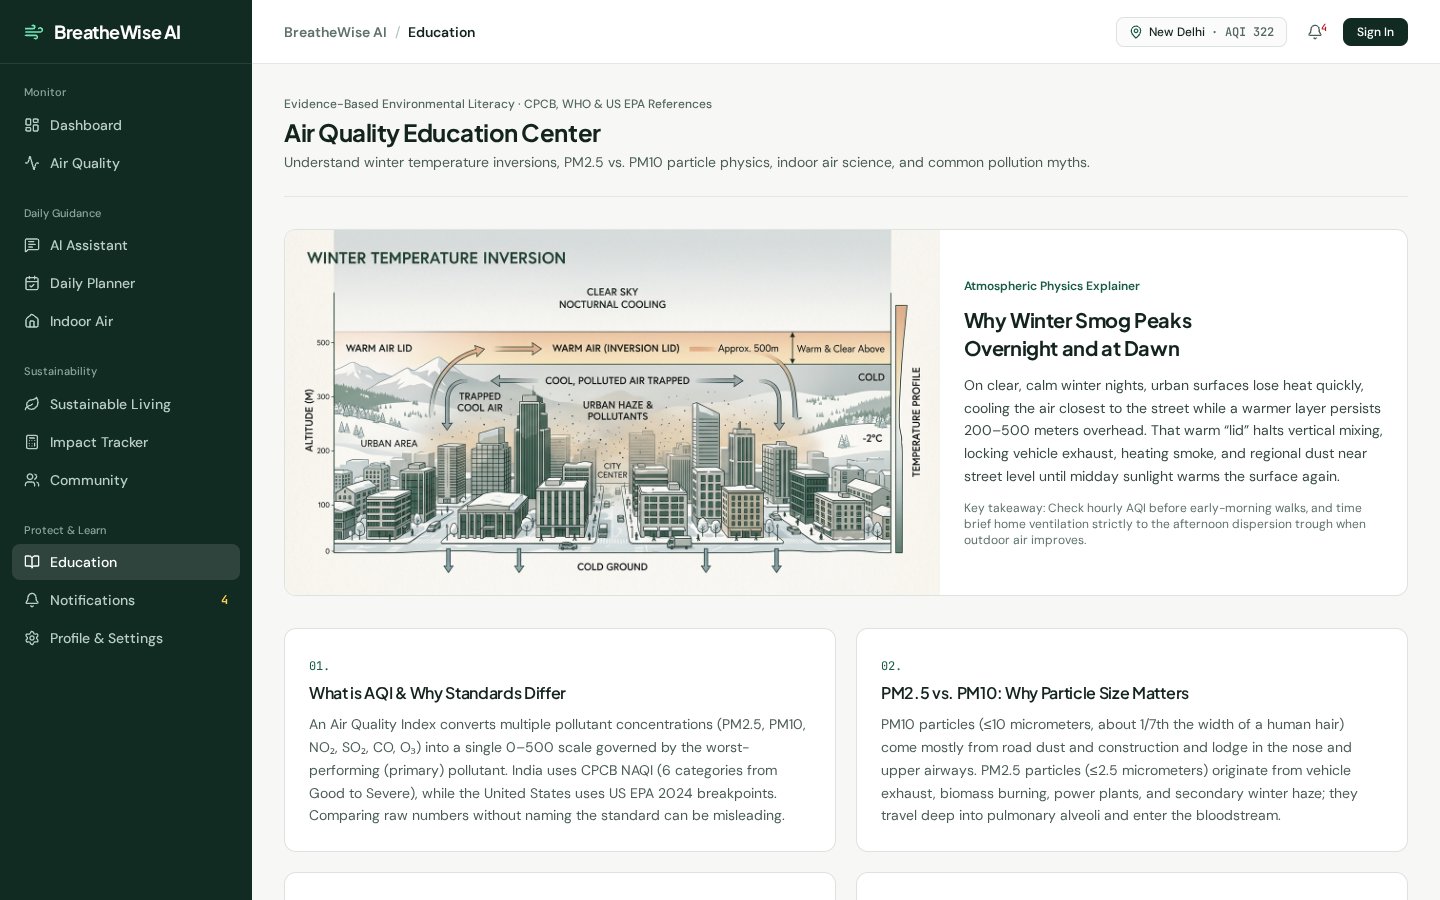 BreatheWise AI
Monitor
Dashboard
Air Quality
Daily Guidance
AI Assistant
Daily Planner
Indoor Air
Sustainability
Sustainable Living
Impact Tracker
Community
Protect & Learn
Education
Notifications 4
Profile & Settings
BreatheWise AI / Education
New Delhi · AQI 322
4
Sign In
Evidence-Based Environmental Literacy · CPCB, WHO & US EPA References
Air Quality Education Center
Understand winter temperature inversions, PM2.5 vs. PM10 particle physics, indoor air science, and common pollution myths.
WINTER TEMPERATURE INVERSION
CLEAR SKY
NOCTURNAL COOLING
500
WARM AIR LID
WARM AIR (INVERSION LID)
Approx. 500m
Warm & Clear Above
COOL, POLLUTED AIR TRAPPED
COLD
TRAPPED
COOL AIR
URBAN HAZE &
POLLUTANTS
300
ALTITUDE (M)
TEMPERATURE PROFILE
URBAN AREA
-2°C
200
CITY
CENTER
100
0
COLD GROUND
Atmospheric Physics Explainer
Why Winter Smog Peaks
Overnight and at Dawn
On clear, calm winter nights, urban surfaces lose heat quickly,
cooling the air closest to the street while a warmer layer persists
200–500 meters overhead. That warm “lid” halts vertical mixing,
locking vehicle exhaust, heating smoke, and regional dust near
street level until midday sunlight warms the surface again.
Key takeaway: Check hourly AQI before early-morning walks, and time
brief home ventilation strictly to the afternoon dispersion trough when
outdoor air improves.
01.
What is AQI & Why Standards Differ
An Air Quality Index converts multiple pollutant concentrations (PM2.5, PM10,
NO₂, SO₂, CO, O₃) into a single 0–500 scale governed by the worst-
performing (primary) pollutant. India uses CPCB NAQI (6 categories from
Good to Severe), while the United States uses US EPA 2024 breakpoints.
Comparing raw numbers without naming the standard can be misleading.
02.
PM2.5 vs. PM10: Why Particle Size Matters
PM10 particles (≤10 micrometers, about 1/7th the width of a human hair)
come mostly from road dust and construction and lodge in the nose and
upper airways. PM2.5 particles (≤2.5 micrometers) originate from vehicle
exhaust, biomass burning, power plants, and secondary winter haze; they
travel deep into pulmonary alveoli and enter the bloodstream.